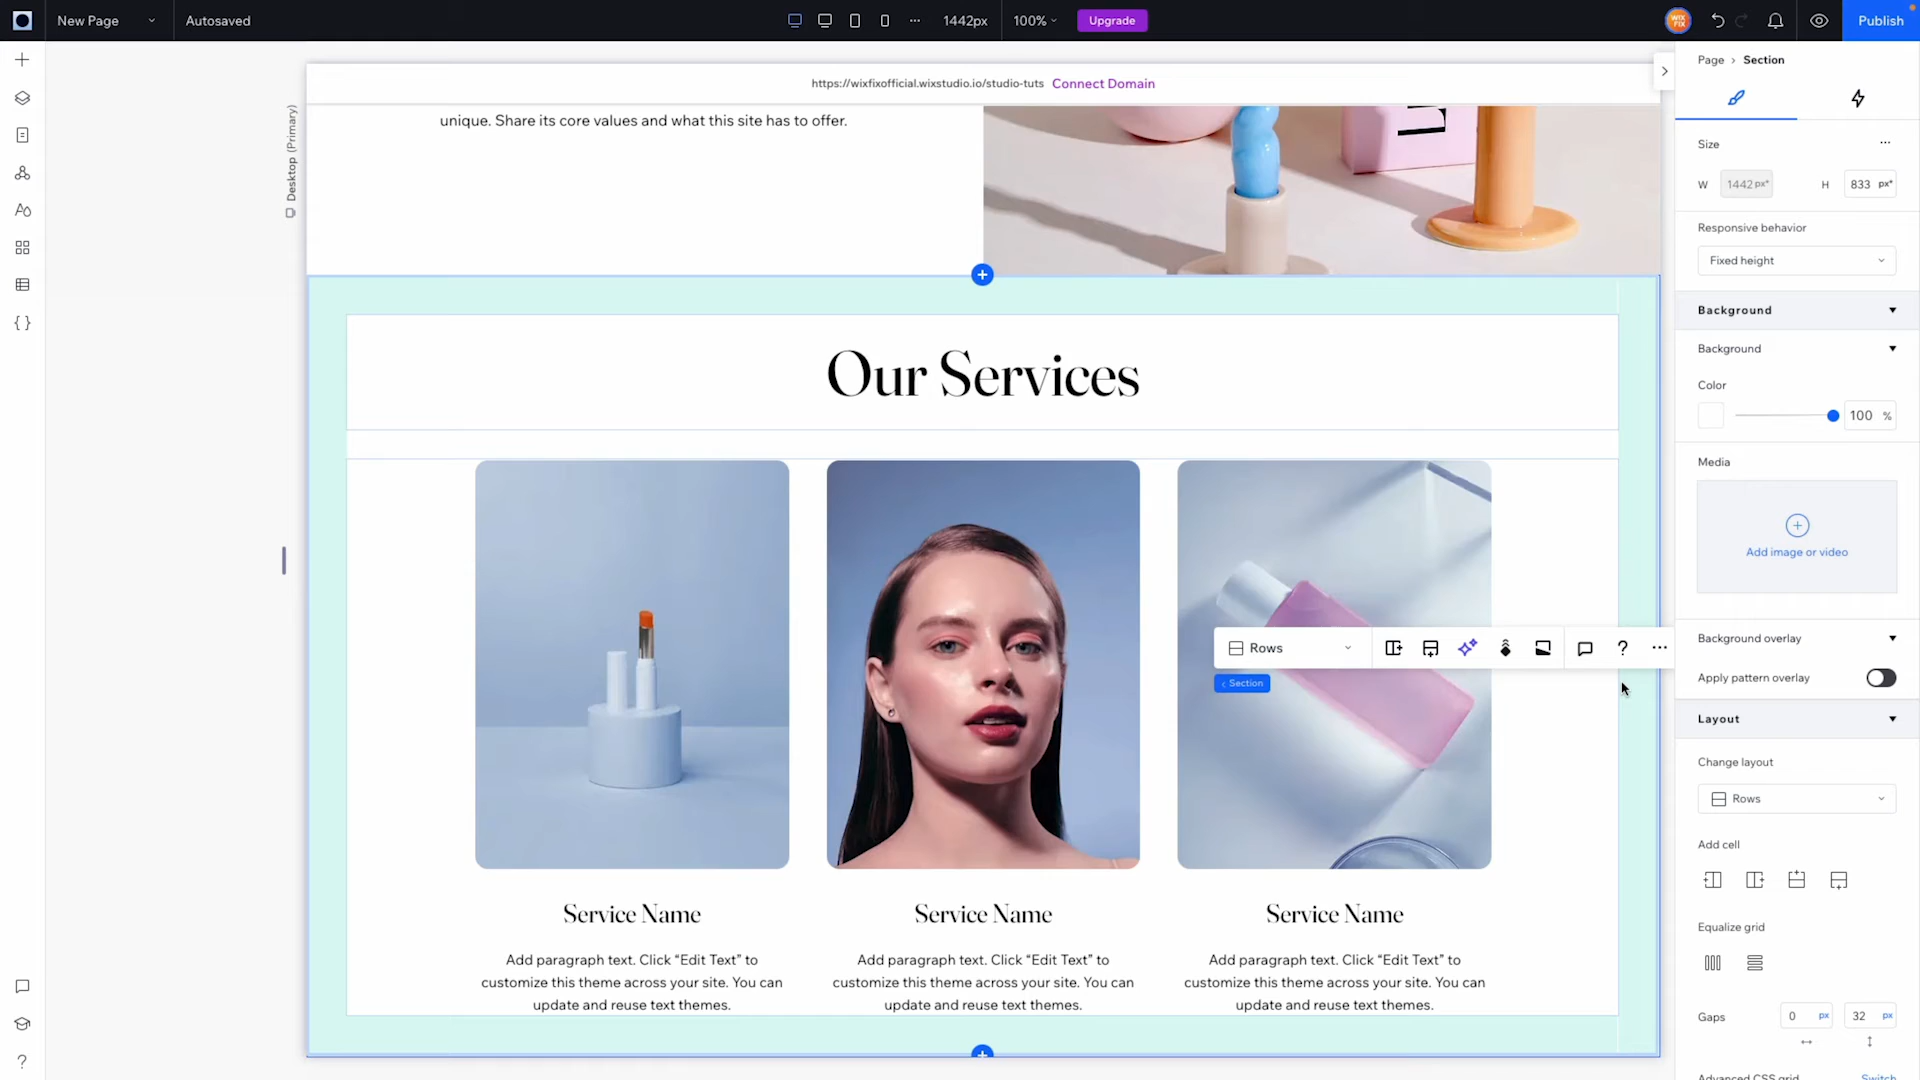 New Page
Autosaved
1442px
100%
Upgrade
WIX
FIX
Publish
https://wixfixofficial.wixstudio.io/studio-tuts Connect Domain
Desktop (Primary)
unique. Share its core values and what this site has to offer.
Our Services
Rows
?
< Section
Service Name
Add paragraph text. Click “Edit Text” to
customize this theme across your site. You can
update and reuse text themes.
Service Name
Add paragraph text. Click “Edit Text” to
customize this theme across your site. You can
update and reuse text themes.
Service Name
Add paragraph text. Click “Edit Text” to
customize this theme across your site. You can
update and reuse text themes.
Page > Section
Size
W 1442 px* H 833 px*
Responsive behavior
Fixed height
Background
Background
Color
100 %
Media
Add image or video
Background overlay
Apply pattern overlay
Layout
Change layout
Rows
Add cell
Equalize grid
Gaps 0 px 32 px
Advanced CSS grid Switch
?